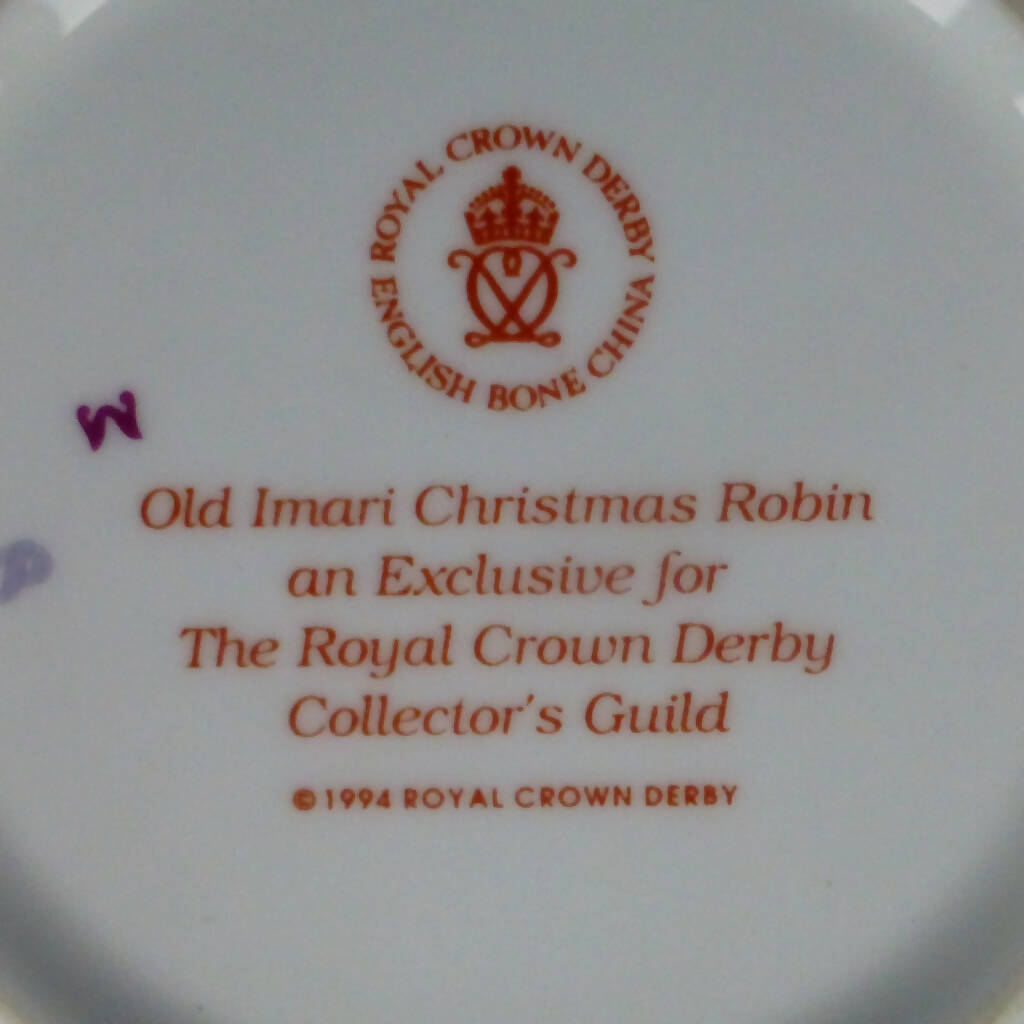 ROYAL CROWN DERBY
ENGLISH BONE CHINA
Old Imari Christmas Robin
an Exclusive for
The Royal Crown Derby
Collector's Guild
© 1994 ROYAL CROWN DERBY